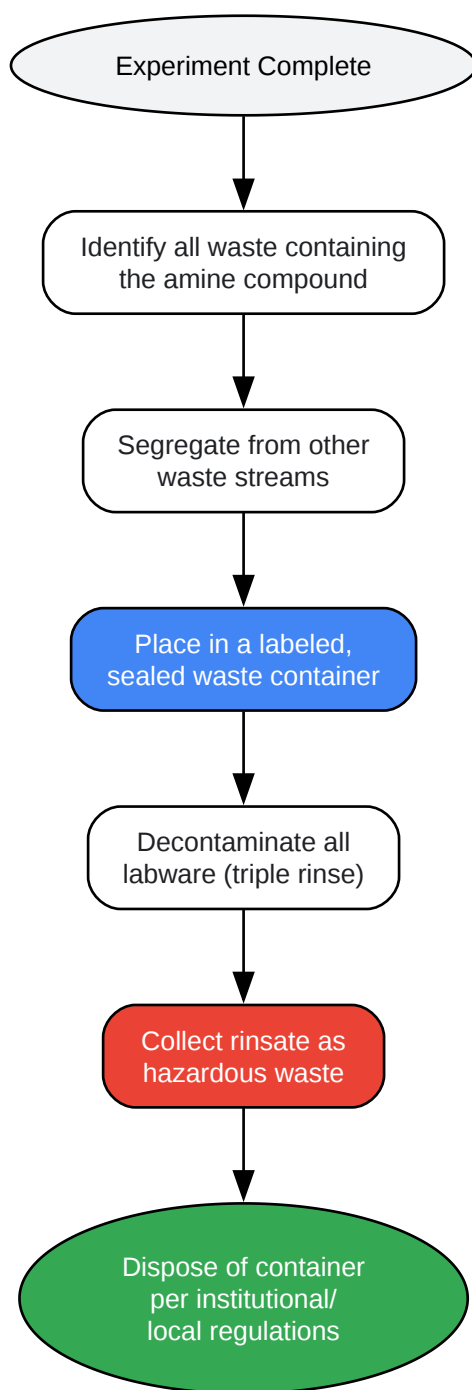 Experiment Complete
Identify all waste containing
the amine compound
Segregate from other
waste streams
Place in a labeled,
sealed waste container
Decontaminate all
labware (triple rinse)
Collect rinsate as
hazardous waste
Dispose of container
per institutional/
local regulations